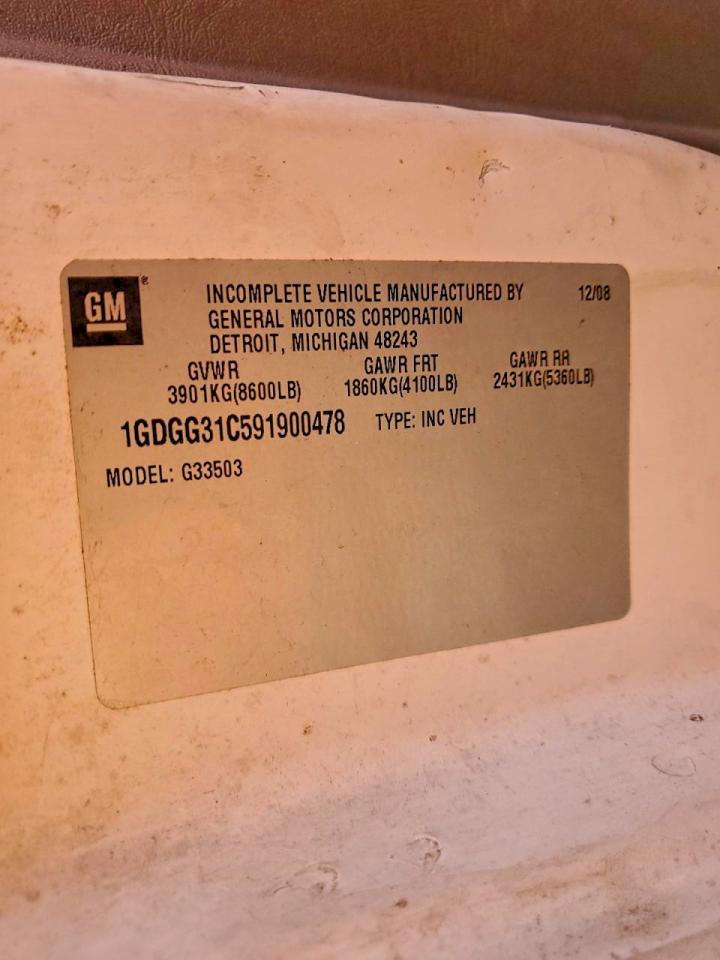 GM ®
INCOMPLETE VEHICLE MANUFACTURED BY 12/08
GENERAL MOTORS CORPORATION
DETROIT, MICHIGAN 48243
GVWR GAWR FRT GAWR RR
3901KG(8600LB) 1860KG(4100LB) 2431KG(5360LB)
1GDGG31C591900478 TYPE: INC VEH
MODEL: G33503